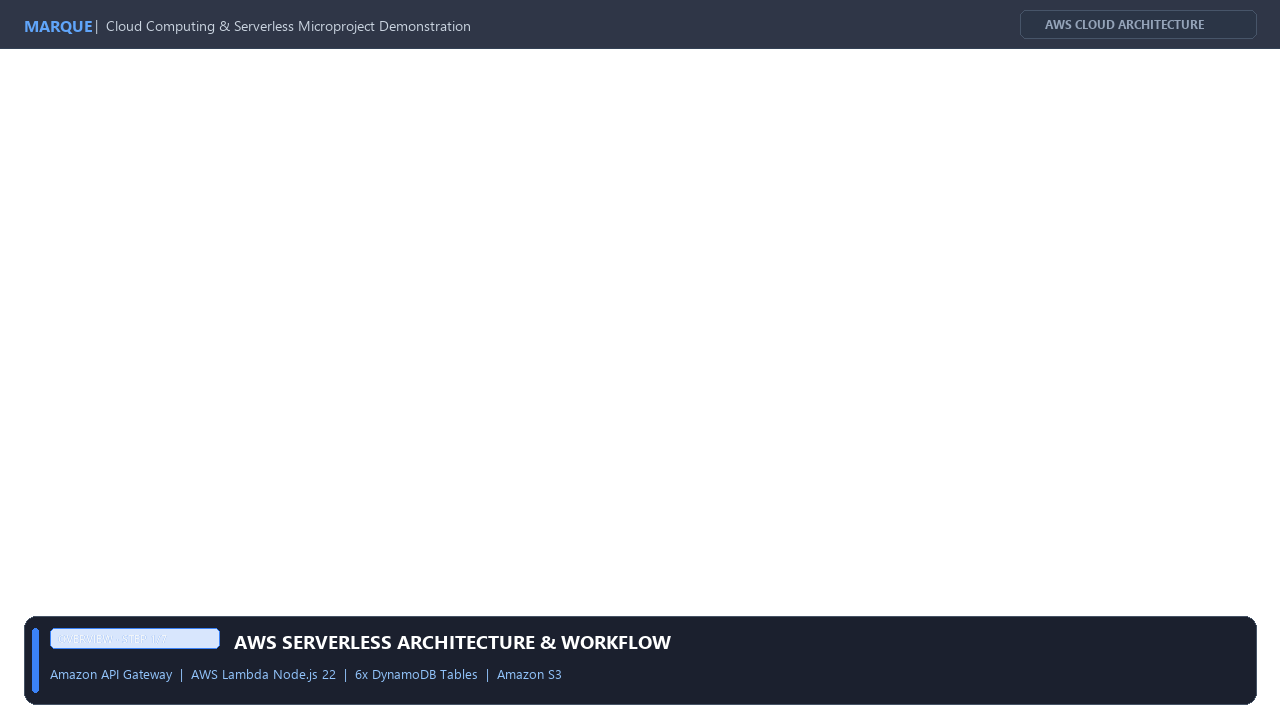 MARQUE | Cloud Computing & Serverless Microproject Demonstration
AWS CLOUD ARCHITECTURE
AWS SERVERLESS ARCHITECTURE & WORKFLOW
Amazon API Gateway | AWS Lambda Node.js 22 | 6x DynamoDB Tables | Amazon S3